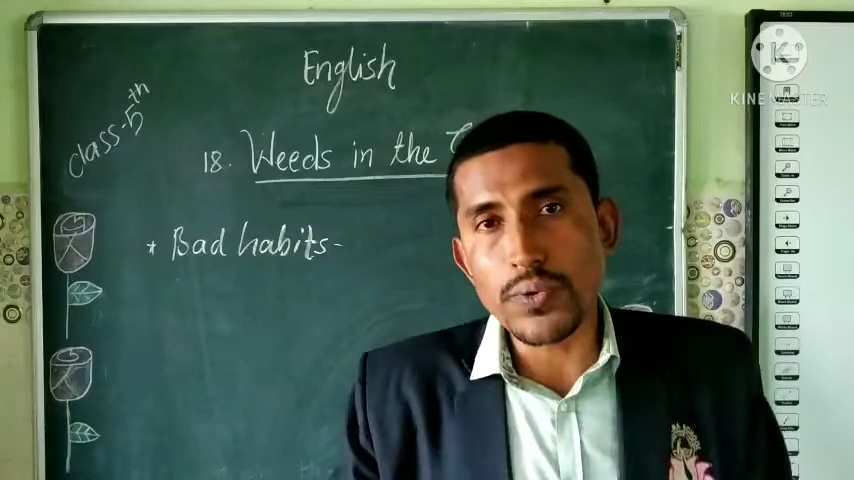 English
class-5th
18. Weeds in the
* Bad habits-
KINEMASTER